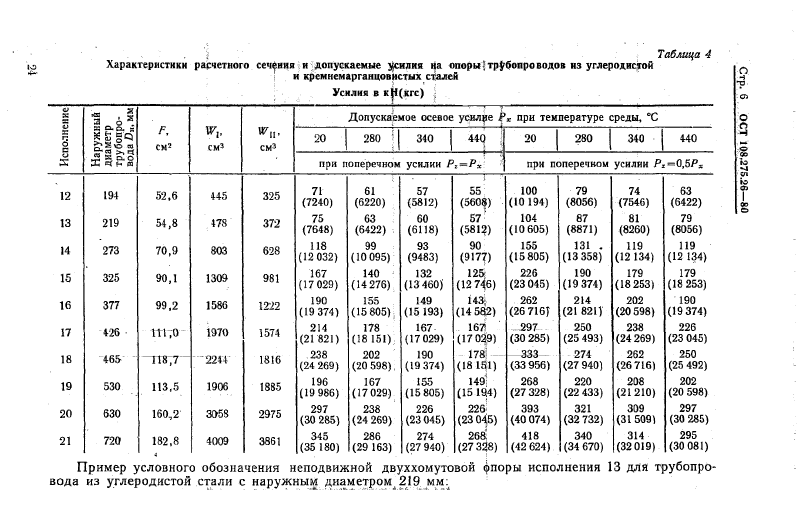 24
Стр. 6 ОСТ 108.275.26—80
Таблица 4
Характеристики расчетного сечения и допускаемые усилия на опоры трубопроводов из углеродистой
и кремнемарганцовистых сталей
Усилия в кН(кгс)
Исполнение | Наружный диаметр трубопровода Dн, мм | F, см² | WI, см³ | WII, см³ | Допускаемое осевое усилие Px при температуре среды, °С
20 | 280 | 340 | 440 | 20 | 280 | 340 | 440
при поперечном усилии Pz=Px | при поперечном усилии Pz=0,5Px
12 | 194 | 52,6 | 445 | 325 | 71 | 61 | 57 | 55 | 100 | 79 | 74 | 63
(7240) | (6220) | (5812) | (5608) | (10 194) | (8056) | (7546) | (6422)
13 | 219 | 54,8 | 478 | 372 | 75 | 63 | 60 | 57 | 104 | 87 | 81 | 79
(7648) | (6422) | (6118) | (5812) | (10 605) | (8871) | (8260) | (8056)
14 | 273 | 70,9 | 803 | 628 | 118 | 99 | 93 | 90 | 155 | 131 | 119 | 119
(12 032) | (10 095) | (9483) | (9177) | (15 805) | (13 358) | (12 134) | (12 134)
15 | 325 | 90,1 | 1309 | 981 | 167 | 140 | 132 | 125 | 226 | 190 | 179 | 179
(17 029) | (14 276) | (13 460) | (12 746) | (23 045) | (19 374) | (18 253) | (18 253)
16 | 377 | 99,2 | 1586 | 1222 | 190 | 155 | 149 | 143 | 262 | 214 | 202 | 190
(19 374) | (15 805) | (15 193) | (14 582) | (26 716) | (21 821) | (20 598) | (19 374)
17 | 426 | 111,0 | 1970 | 1574 | 214 | 178 | 167 | 167 | 297 | 250 | 238 | 226
(21 821) | (18 151) | (17 029) | (17 029) | (30 285) | (25 493) | (24 269) | (23 045)
18 | 465 | 118,7 | 2244 | 1816 | 238 | 202 | 190 | 178 | 333 | 274 | 262 | 250
(24 269) | (20 598) | (19 374) | (18 151) | (33 956) | (27 940) | (26 716) | (25 492)
19 | 530 | 113,5 | 1906 | 1885 | 196 | 167 | 155 | 149 | 268 | 220 | 208 | 202
(19 986) | (17 029) | (15 805) | (15 194) | (27 328) | (22 433) | (21 210) | (20 598)
20 | 630 | 160,2 | 3058 | 2975 | 297 | 238 | 226 | 226 | 393 | 321 | 309 | 297
(30 285) | (24 269) | (23 045) | (23 045) | (40 074) | (32 732) | (31 509) | (30 285)
21 | 720 | 182,8 | 4009 | 3861 | 345 | 286 | 274 | 268 | 418 | 340 | 314 | 295
(35 180) | (29 163) | (27 940) | (27 328) | (42 624) | (34 670) | (32 019) | (30 081)
Пример условного обозначения неподвижной двуххомутовой опоры исполнения 13 для трубопро-
вода из углеродистой стали с наружным диаметром 219 мм: